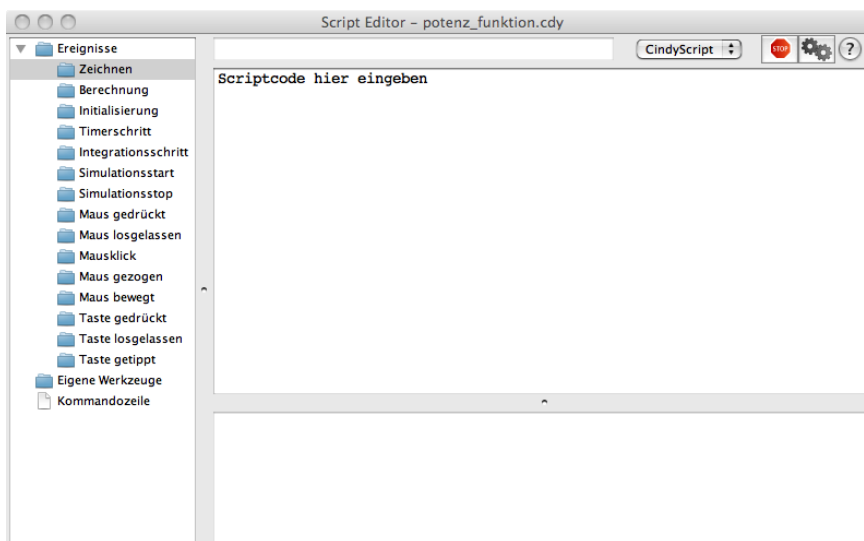 Script Editor – potenz_funktion.cdy
Ereignisse
Zeichnen
Berechnung
Initialisierung
Timerschritt
Integrationsschritt
Simulationsstart
Simulationsstop
Maus gedrückt
Maus losgelassen
Mausklick
Maus gezogen
Maus bewegt
Taste gedrückt
Taste losgelassen
Taste getippt
Eigene Werkzeuge
Kommandozeile
CindyScript
STOP
?
Scriptcode hier eingeben